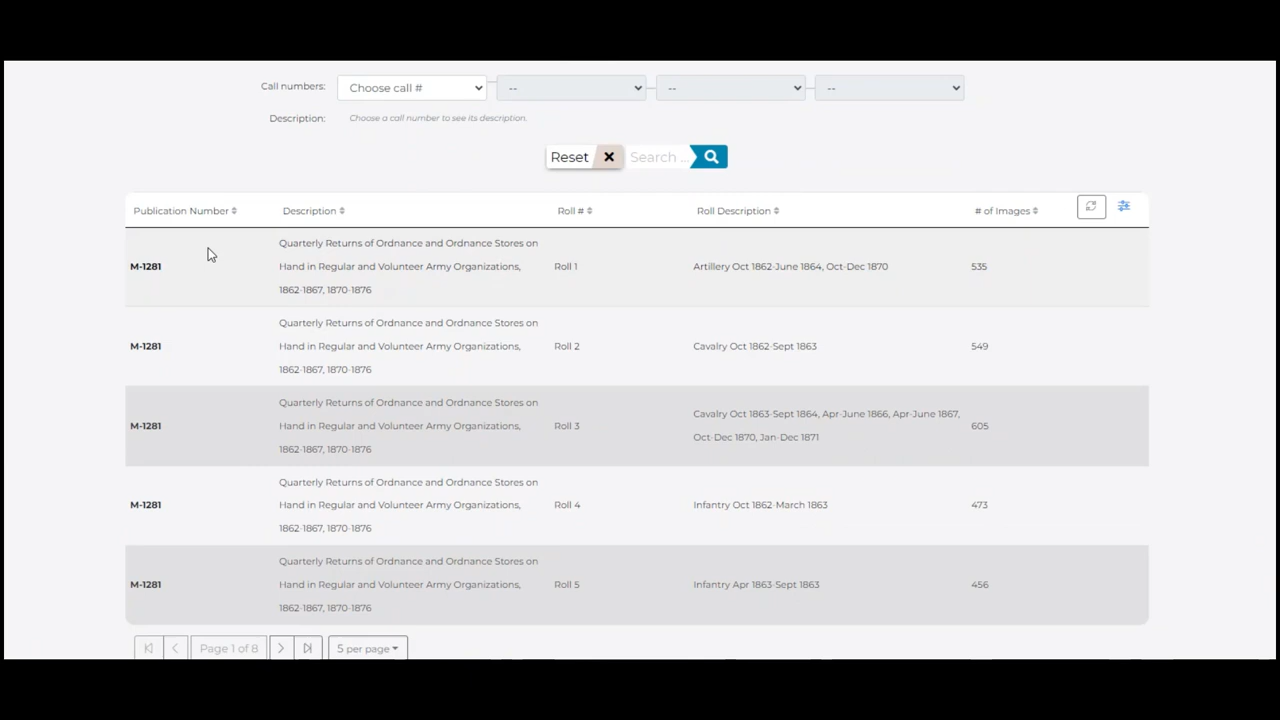 Call numbers: Choose call # -- -- --
Description: Choose a call number to see its description.
Reset Search ...
Publication Number Description Roll # Roll Description # of Images
Quarterly Returns of Ordnance and Ordnance Stores on
M-1281 Hand in Regular and Volunteer Army Organizations, Roll 1 Artillery Oct 1862-June 1864, Oct-Dec 1870 535
1862-1867, 1870-1876
Quarterly Returns of Ordnance and Ordnance Stores on
M-1281 Hand in Regular and Volunteer Army Organizations, Roll 2 Cavalry Oct 1862-Sept 1863 549
1862-1867, 1870-1876
Quarterly Returns of Ordnance and Ordnance Stores on
Cavalry Oct 1863-Sept 1864, Apr-June 1866, Apr-June 1867,
M-1281 Hand in Regular and Volunteer Army Organizations, Roll 3 605
Oct-Dec 1870, Jan-Dec 1871
1862-1867, 1870-1876
Quarterly Returns of Ordnance and Ordnance Stores on
M-1281 Hand in Regular and Volunteer Army Organizations, Roll 4 Infantry Oct 1862-March 1863 473
1862-1867, 1870-1876
Quarterly Returns of Ordnance and Ordnance Stores on
M-1281 Hand in Regular and Volunteer Army Organizations, Roll 5 Infantry Apr 1863-Sept 1863 456
1862-1867, 1870-1876
Page 1 of 8 5 per page